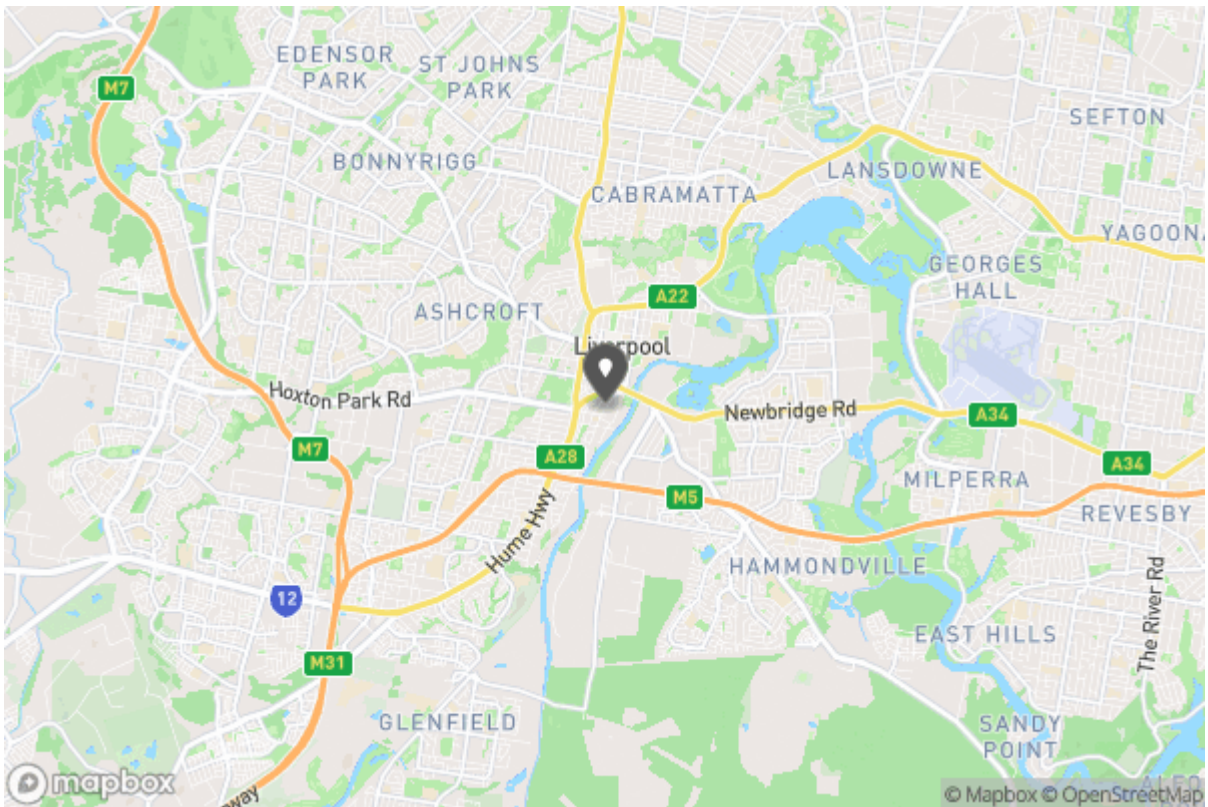 EDENSOR
PARK
ST JOHNS
PARK
M7
SEFTON
BONNYRIGG
CABRAMATTA
LANSDOWNE
YAGOONA
GEORGES
HALL
A22
ASHCROFT
Liverpool
Hoxton Park Rd
Newbridge Rd
A34
M7
A28
A34
MILPERRA
M5
REVESBY
Hume Hwy
HAMMONDVILLE
12
EAST HILLS
The River Rd
M31
GLENFIELD
SANDY
POINT
mapbox
© Mapbox © OpenStreetMap